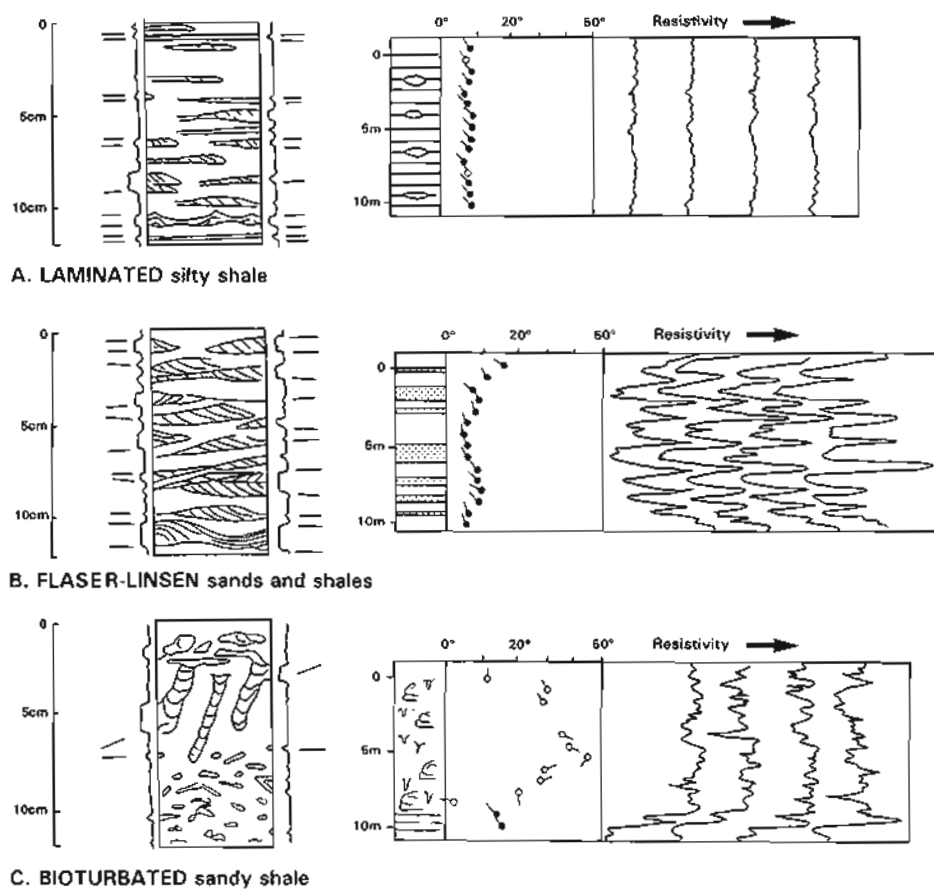 0
5cm
10cm
0° 20° 50° Resistivity
0
5m
10m
A. LAMINATED silty shale
0
5cm
10cm
0° 20° 50° Resistivity
0
5m
10m
B. FLASER-LINSEN sands and shales
0
5cm
10cm
0° 20° 50° Resistivity
0
5m
10m
C. BIOTURBATED sandy shale